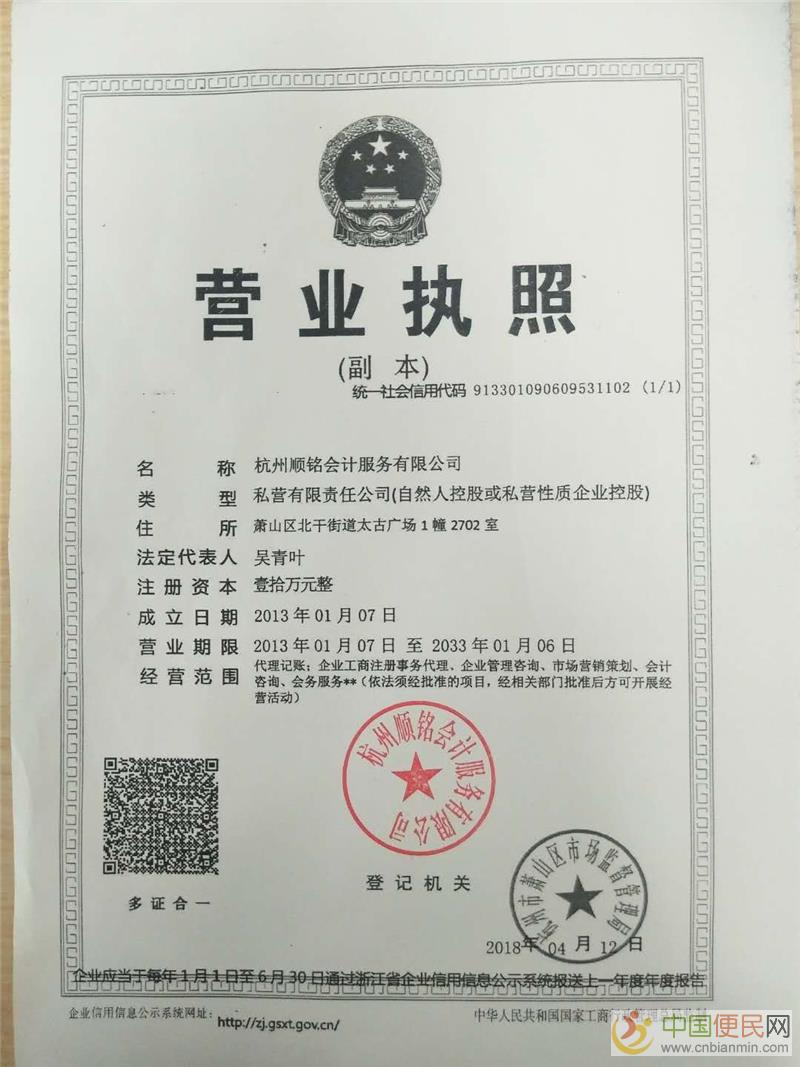 营业执照
(副 本)
统一社会信用代码 913301090609531102 (1/1)
名 称 杭州顺铭会计服务有限公司
类 型 私营有限责任公司(自然人控股或私营性质企业控股)
住 所 萧山区北干街道太古广场1幢2702室
法定代表人 吴青叶
注册资本 壹拾万元整
成立日期 2013年01月07日
营业期限 2013年01月07日 至 2033年01月06日
经营范围 代理记账；企业工商注册事务代理、企业管理咨询、市场营销策划、会计
咨询、会务服务**（依法须经批准的项目，经相关部门批准后方可开展经
营活动）
杭州顺铭会计服务有限公司
多证合一
登记机关
杭州市萧山区市场监督管理局
2018年 04 月 12 日
企业应当于每年1月1日至6月30日通过浙江省企业信用信息公示系统报送上一年度年度报告
企业信用信息公示系统网址: http://zj.gsxt.gov.cn/
中华人民共和国国家工商行政管理总局监制
中国便民网
www.cnbianmin.com